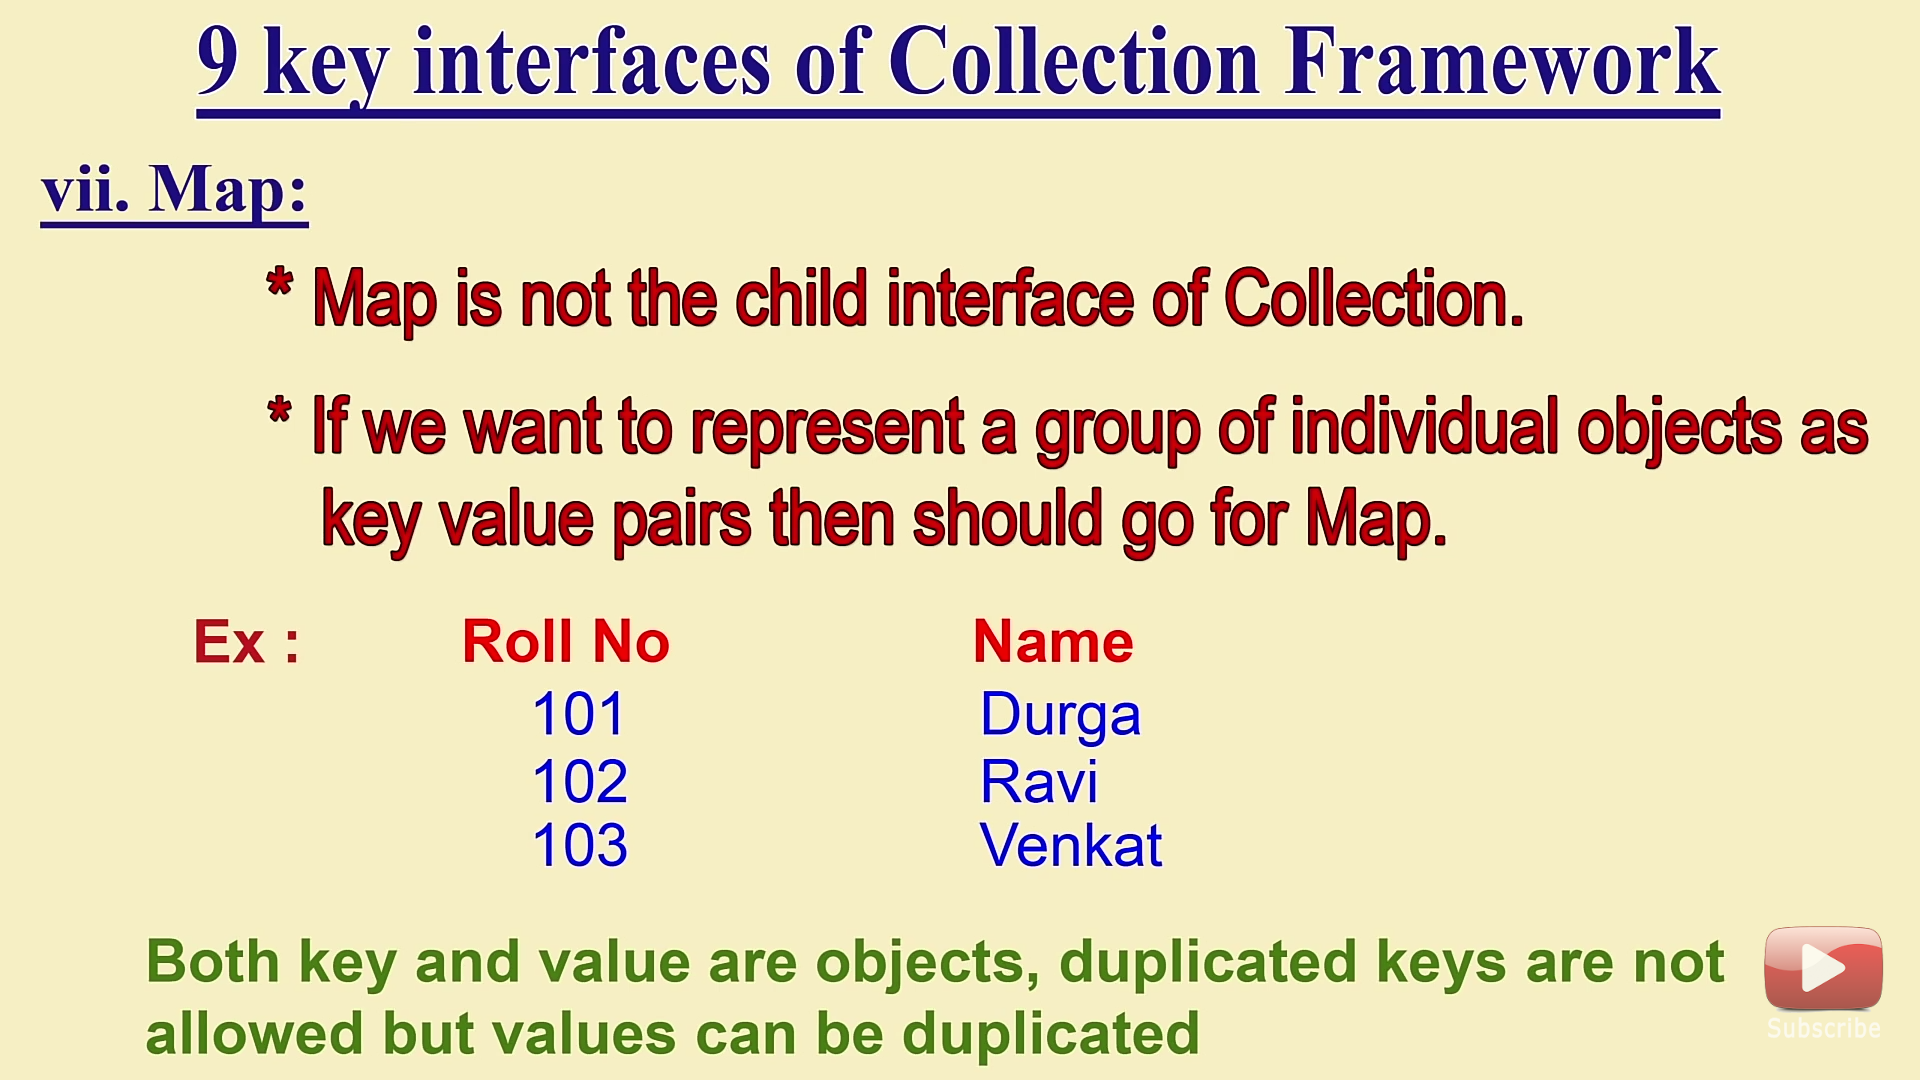 9 key interfaces of Collection Framework
vii. Map:
* Map is not the child interface of Collection.
* If we want to represent a group of individual objects as
key value pairs then should go for Map.
Ex : Roll No Name
101 Durga
102 Ravi
103 Venkat
Both key and value are objects, duplicated keys are not
allowed but values can be duplicated
Subscribe